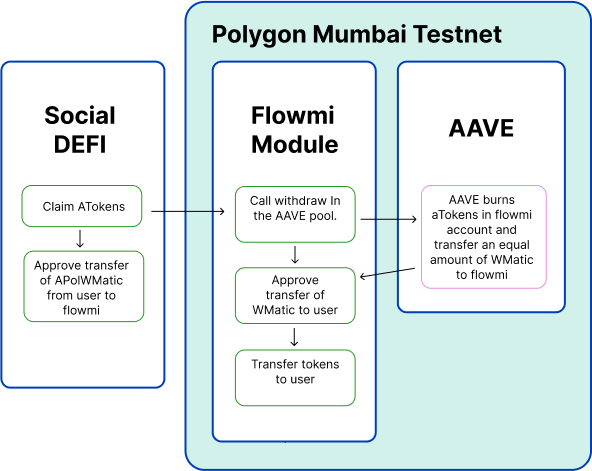 Polygon Mumbai Testnet
Social
DEFI
Claim ATokens
Approve transfer
of APolWMatic
from user to
flowmi
Flowmi
Module
Call withdraw In
the AAVE pool.
Approve
transfer of
WMatic to user
Transfer tokens
to user
AAVE
AAVE burns
aTokens in flowmi
account and
transfer an equal
amount of WMatic
to flowmi